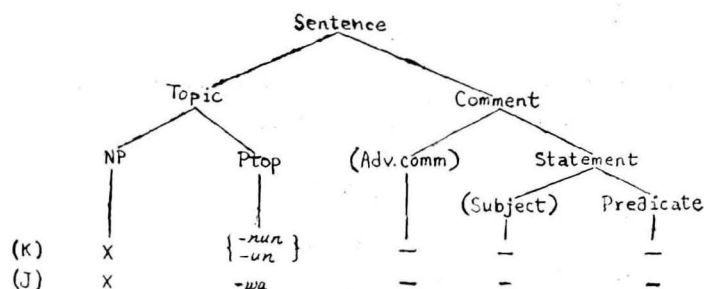 Sentence
Topic Comment
NP Ptop (Adv.comm) Statement
(Subject) Predicate
(K) X { -nun — — —
-un }
(J) X -wa — — —